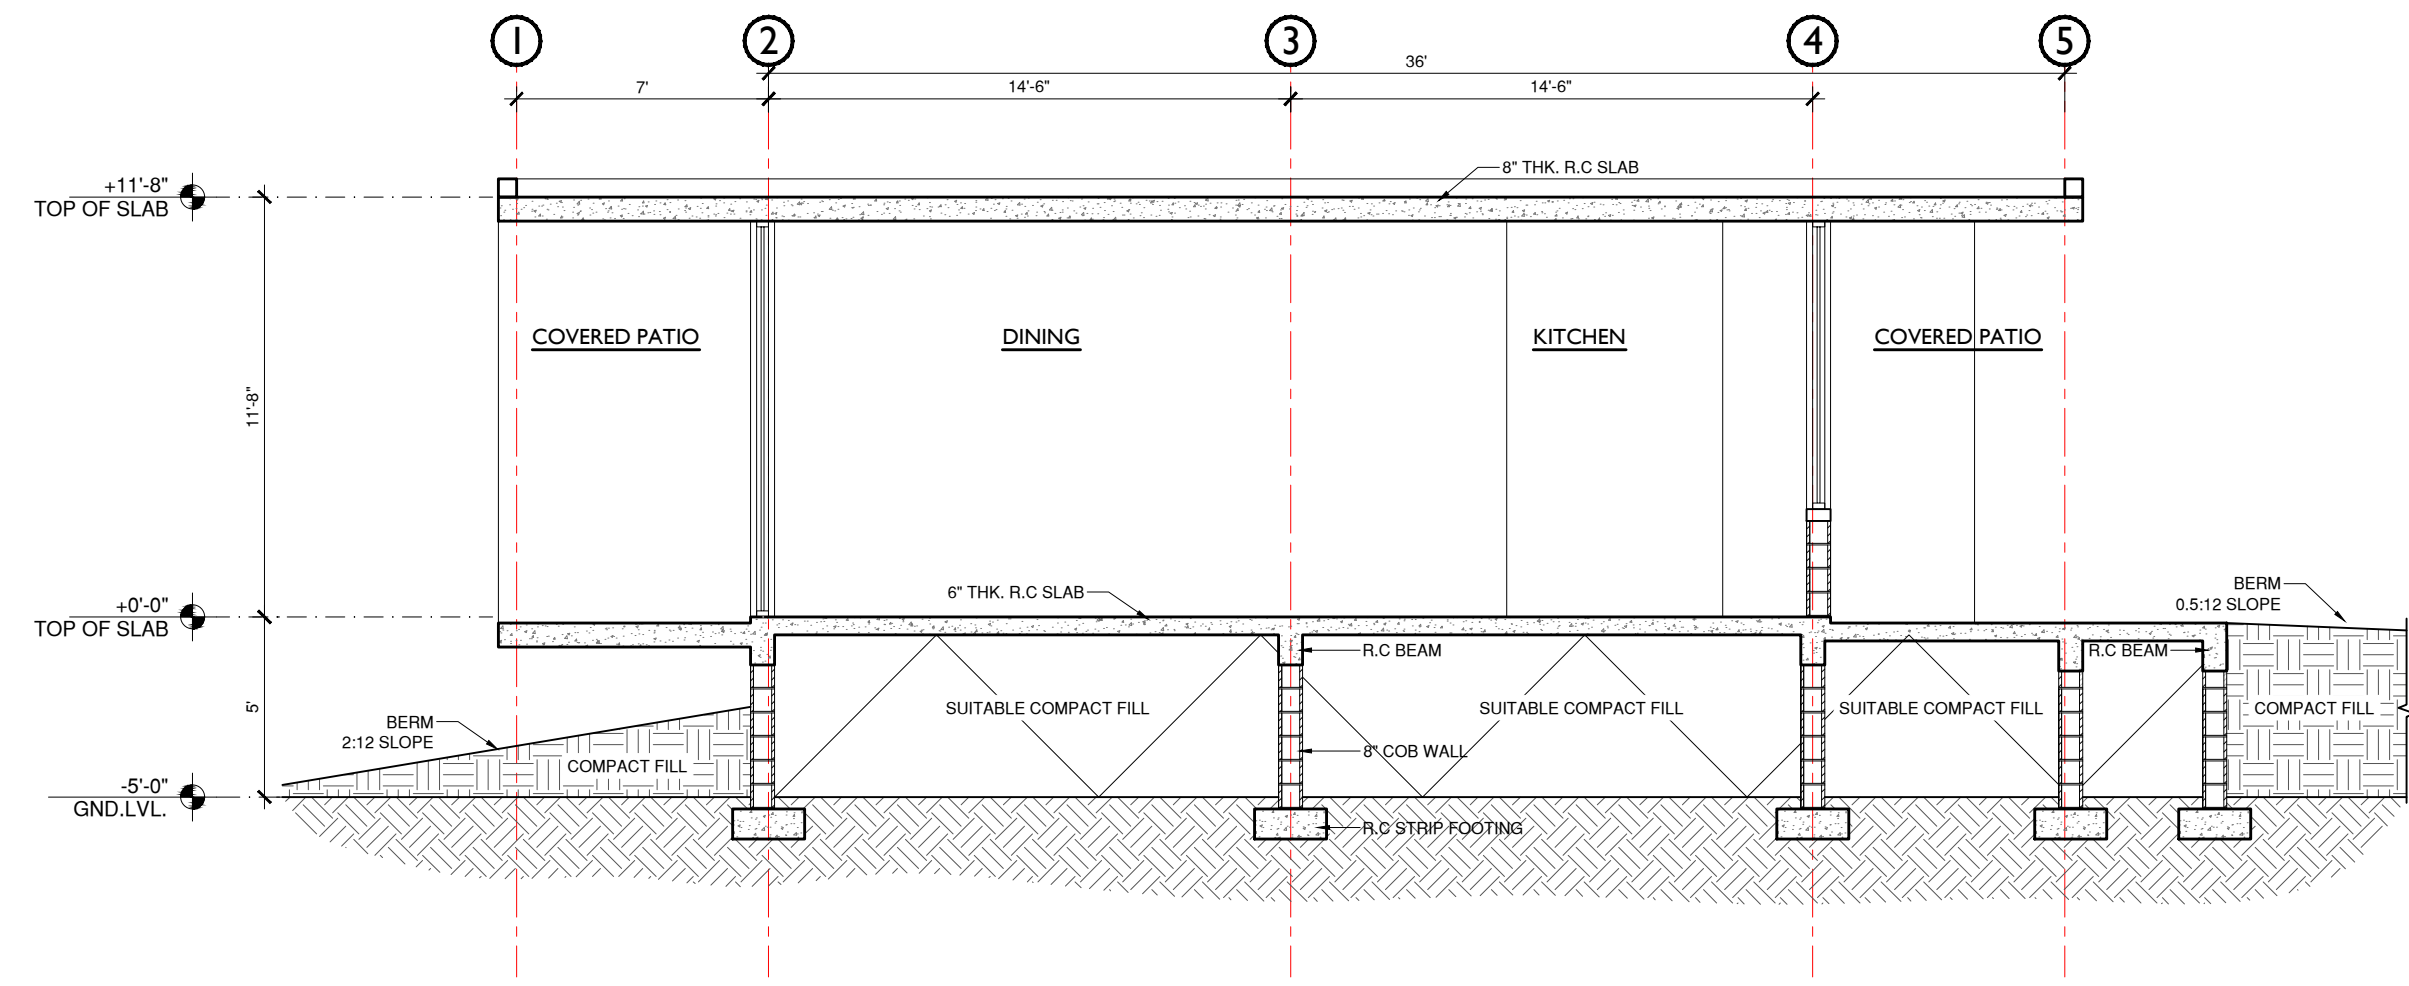 1
2
3
4
5
36'
7'
14'-6"
14'-6"
8" THK. R.C SLAB
+11'-8"
TOP OF SLAB
COVERED PATIO
DINING
KITCHEN
COVERED PATIO
11'-8"
6" THK. R.C SLAB
BERM
0.5:12 SLOPE
+0'-0"
TOP OF SLAB
R.C BEAM
R.C BEAM
5'
SUITABLE COMPACT FILL
SUITABLE COMPACT FILL
SUITABLE COMPACT FILL
COMPACT FILL
BERM
2:12 SLOPE
8" COB WALL
COMPACT FILL
-5'-0"
GND.LVL.
R.C STRIP FOOTING